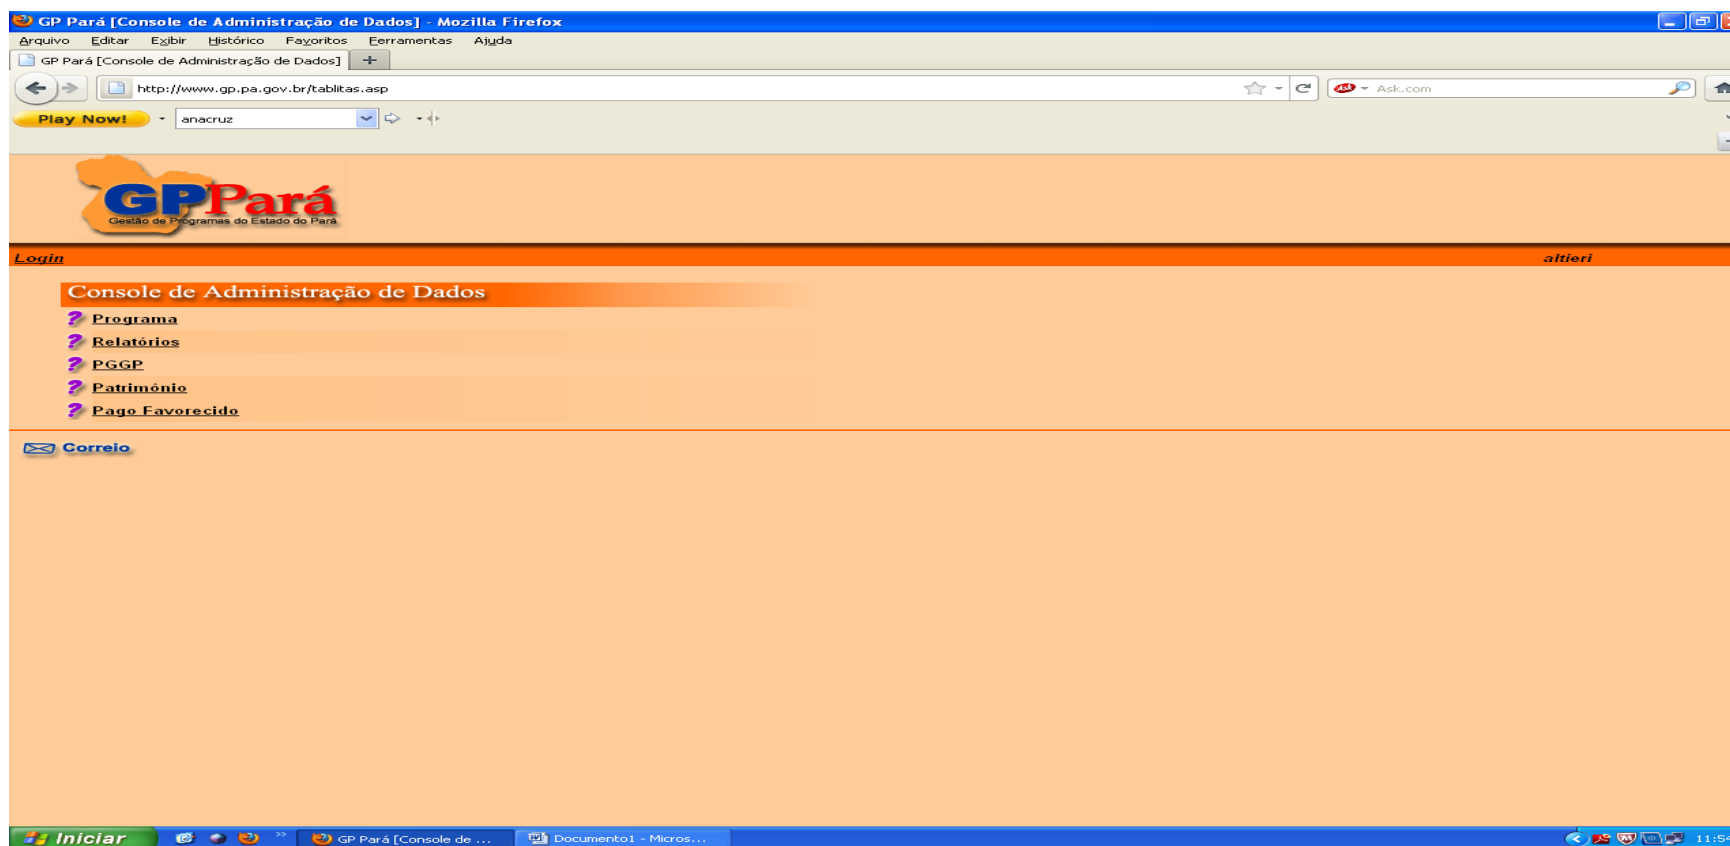 GP Pará [Console de Administração de Dados] - Mozilla Firefox
Arquivo Editar Exibir Histórico Favoritos Ferramentas Ajuda
GP Pará [Console de Administração de Dados]
http://www.gp.pa.gov.br/tablitas.asp
Ask Ask.com
Play Now! anacruz
GPPará
Gestão de Programas do Estado do Pará
Login altieri
Console de Administração de Dados
? Programa
? Relatórios
? PGGP
? Patrimônio
? Pago Favorecido
Correio
Iniciar GP Pará [Console de ... Documento1 - Micros... 11:54